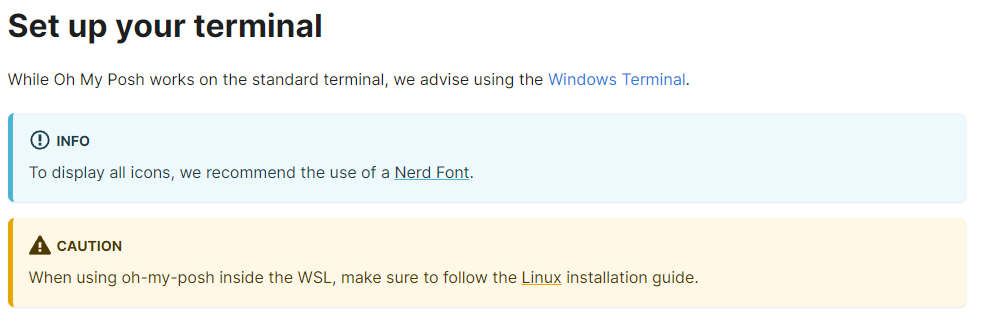 Set up your terminal
While Oh My Posh works on the standard terminal, we advise using the Windows Terminal.
INFO
To display all icons, we recommend the use of a Nerd Font.
CAUTION
When using oh-my-posh inside the WSL, make sure to follow the Linux installation guide.